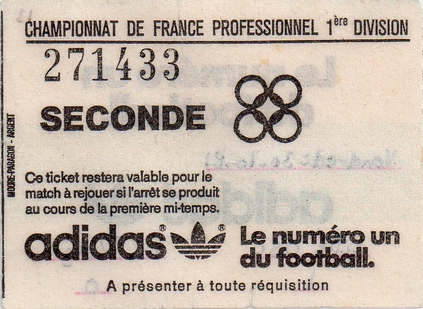 CHAMPIONNAT DE FRANCE PROFESSIONNEL 1ère DIVISION
271433
SECONDE
MOORE-PARAGON - ARGENT
Ce ticket restera valable pour le
match à rejouer si l'arrêt se produit
au cours de la première mi-temps.
adidas
Le numéro un
du football.
A présenter à toute réquisition